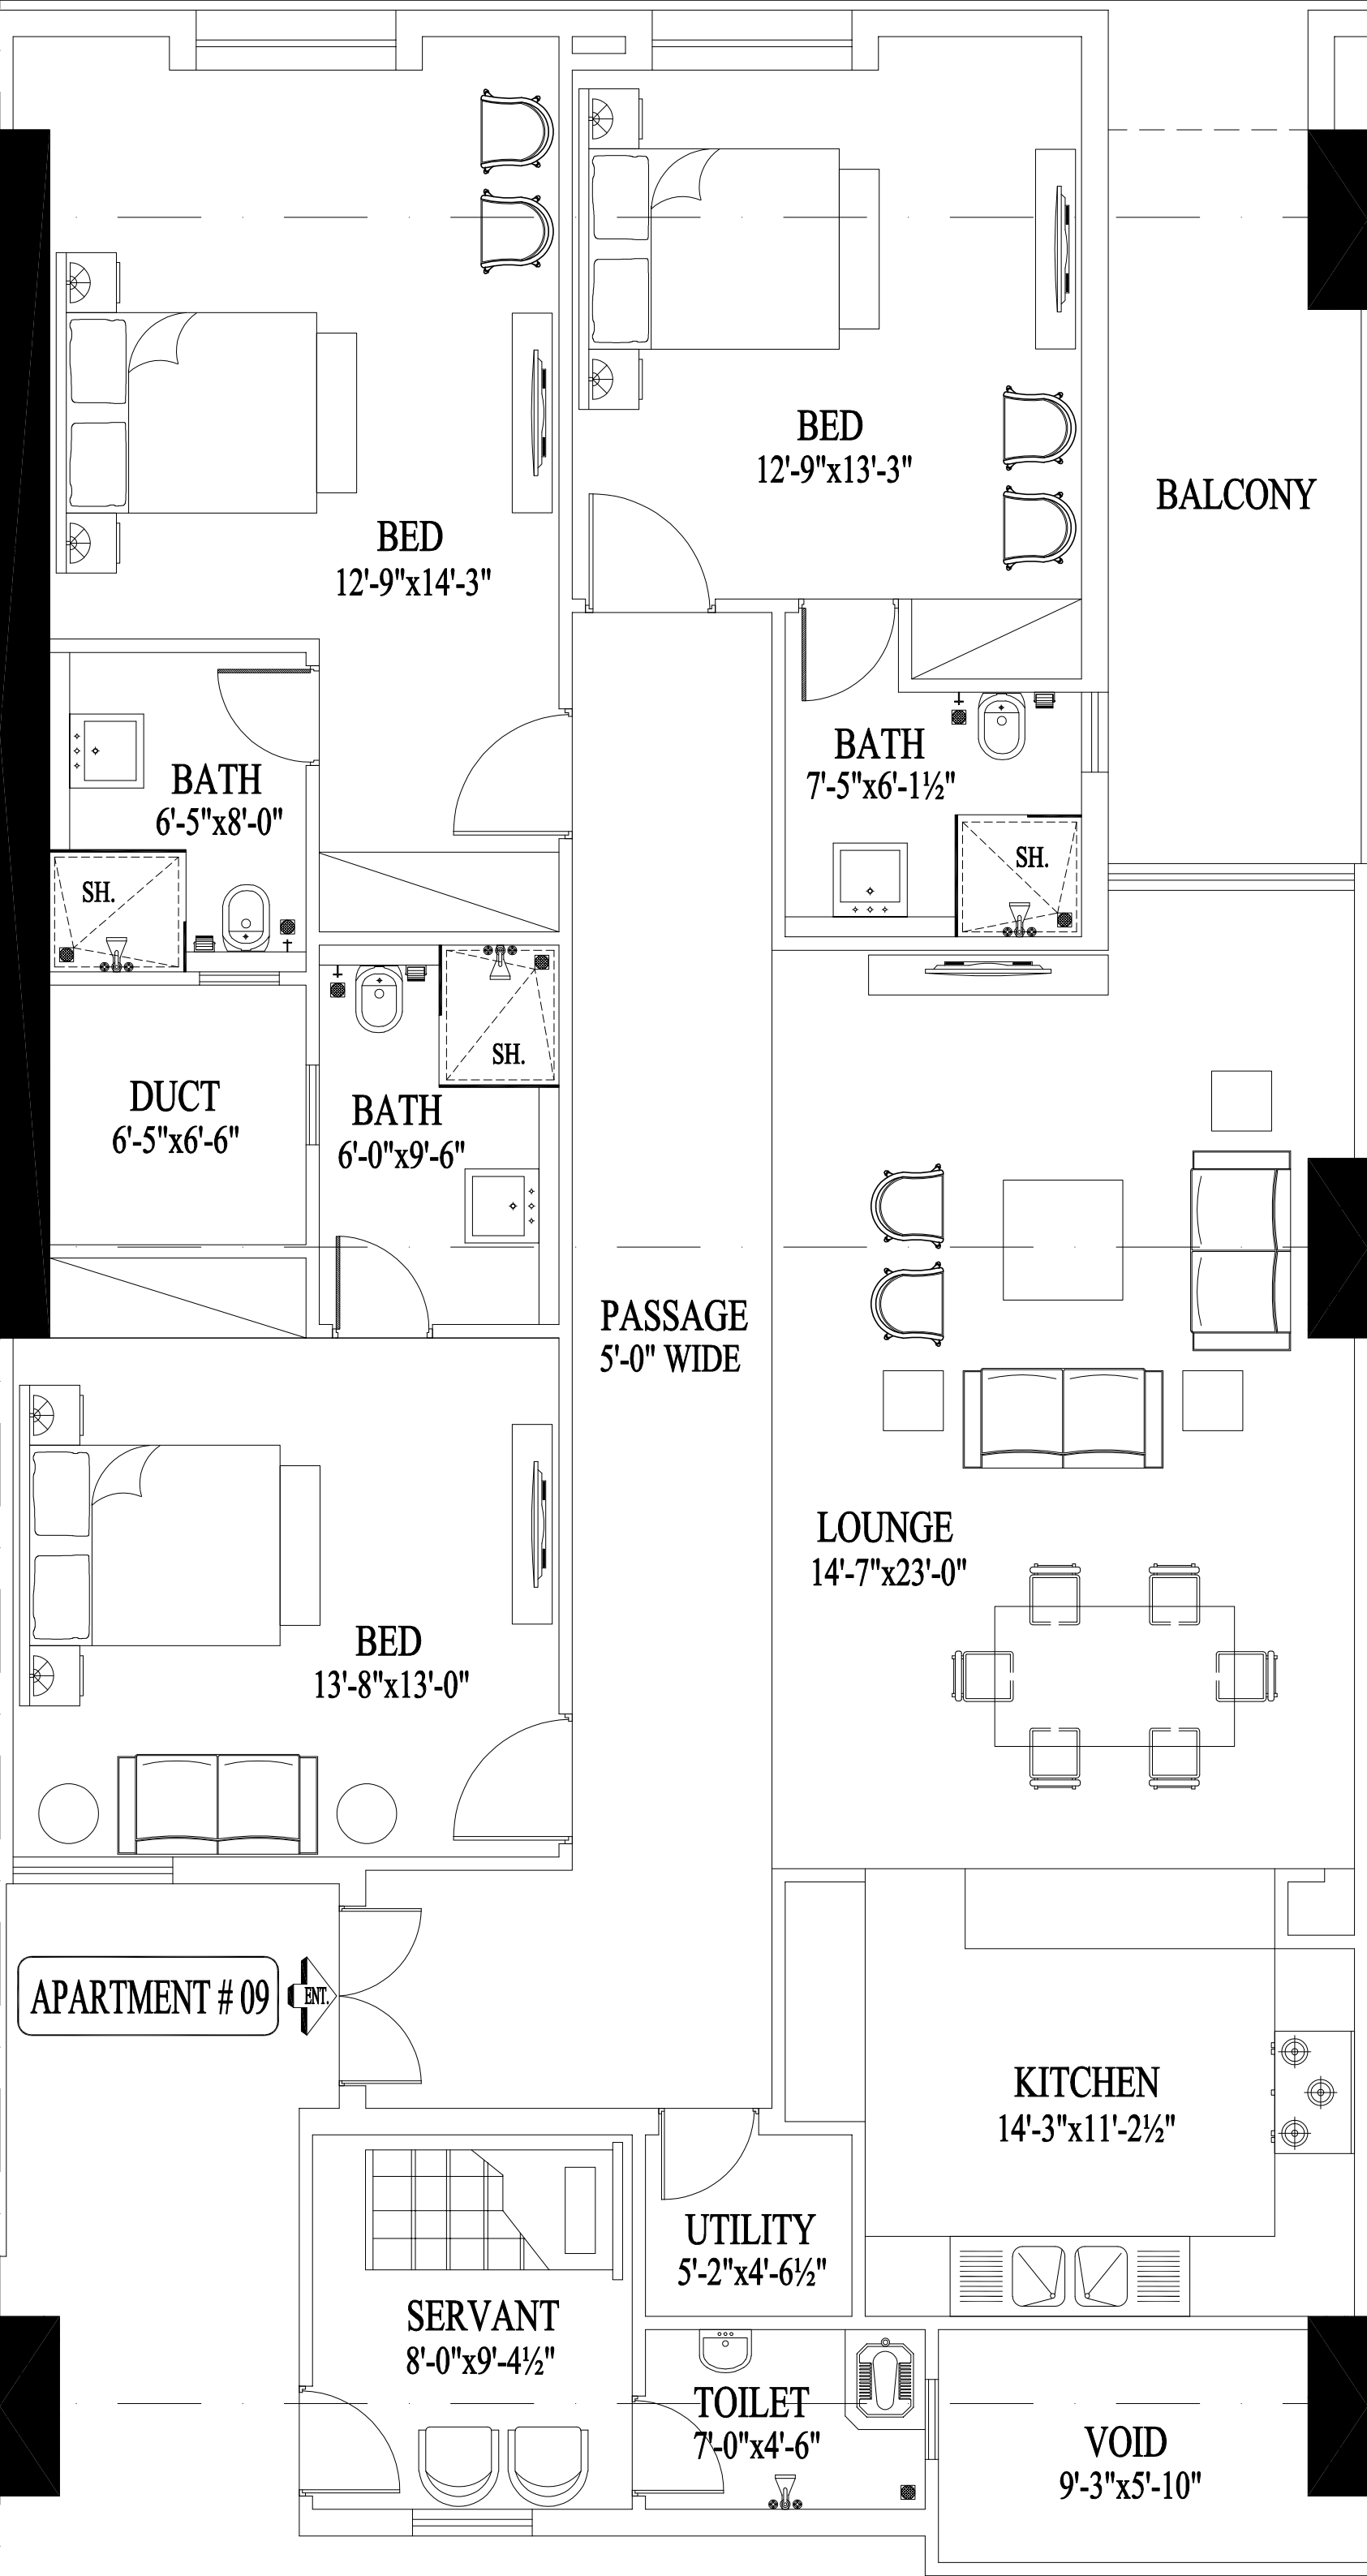 BED
12'-9"x13'-3"
BALCONY
BED
12'-9"x14'-3"
BATH
7'-5"x6'-1½"
BATH
6'-5"x8'-0"
SH.
SH.
SH.
DUCT
6'-5"x6'-6"
BATH
6'-0"x9'-6"
PASSAGE
5'-0" WIDE
LOUNGE
14'-7"x23'-0"
BED
13'-8"x13'-0"
APARTMENT # 09
ENT.
KITCHEN
14'-3"x11'-2½"
UTILITY
5'-2"x4'-6½"
SERVANT
8'-0"x9'-4½"
TOILET
7'-0"x4'-6"
VOID
9'-3"x5'-10"